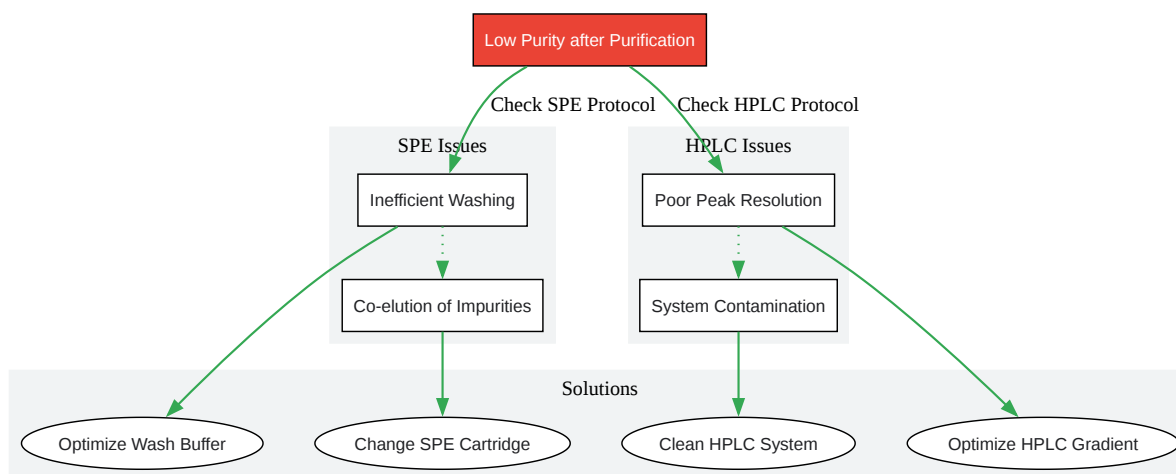 Low Purity after Purification
Check SPE Protocol
Check HPLC Protocol
SPE Issues
HPLC Issues
Inefficient Washing
Poor Peak Resolution
Co-elution of Impurities
System Contamination
Solutions
Optimize Wash Buffer
Change SPE Cartridge
Clean HPLC System
Optimize HPLC Gradient